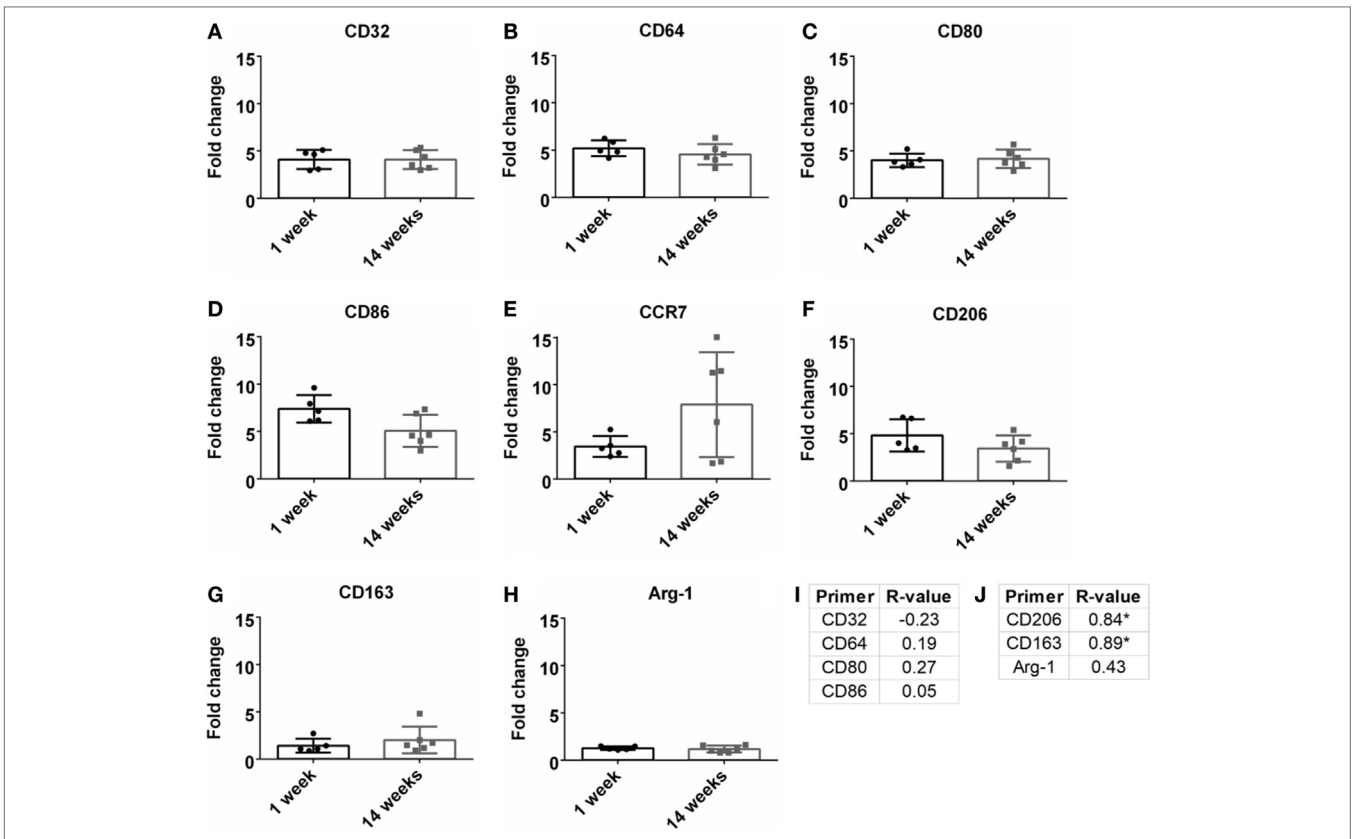 A CD32
15
10
5
0
Fold change
1 week
14 weeks
B CD64
15
10
5
0
Fold change
1 week
14 weeks
C CD80
15
10
5
0
Fold change
1 week
14 weeks
D CD86
15
10
5
0
Fold change
1 week
14 weeks
E CCR7
15
10
5
0
Fold change
1 week
14 weeks
F CD206
15
10
5
0
Fold change
1 week
14 weeks
G CD163
15
10
5
0
Fold change
1 week
14 weeks
H Arg-1
15
10
5
0
Fold change
1 week
14 weeks
I Primer R-value
CD32 -0.23
CD64 0.19
CD80 0.27
CD86 0.05
J Primer R-value
CD206 0.84*
CD163 0.89*
Arg-1 0.43